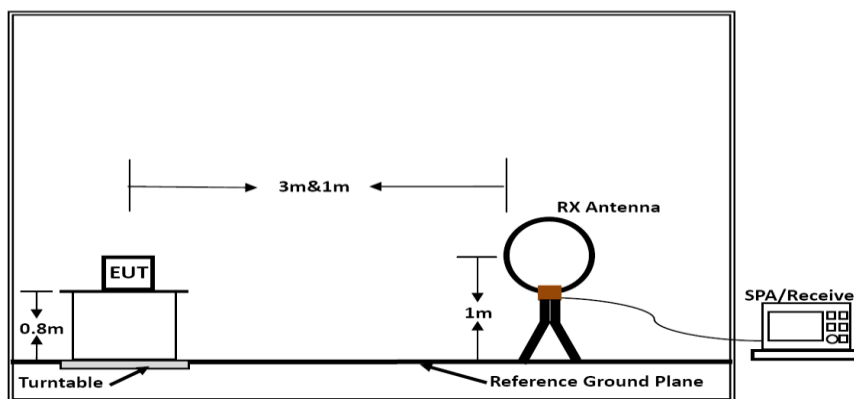 3m&1m
RX Antenna
EUT
SPA/Receive
0.8m
1m
Turntable
Reference Ground Plane